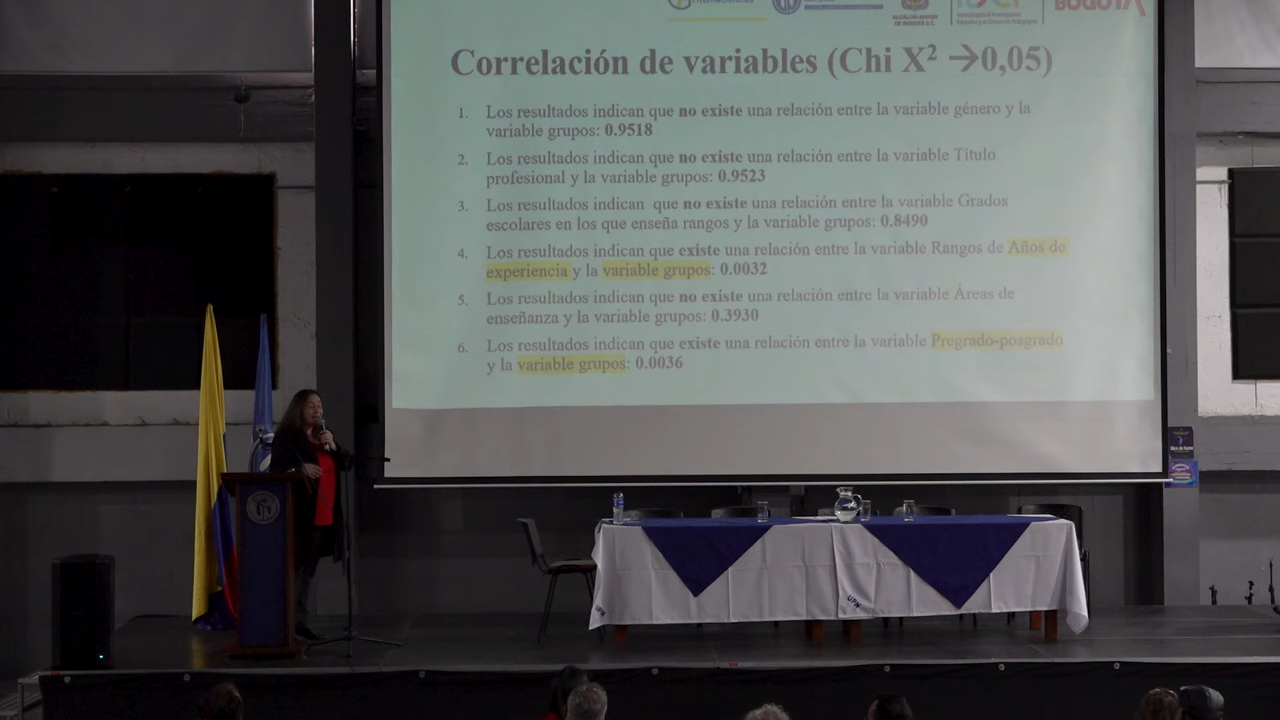 ALCALDÍA MAYOR
DE BOGOTÁ D.C.
BOGOTÁ
Correlación de variables (Chi X² →0,05)
1. Los resultados indican que no existe una relación entre la variable género y la
variable grupos: 0.9518
2. Los resultados indican que no existe una relación entre la variable Título
profesional y la variable grupos: 0.9523
3. Los resultados indican que no existe una relación entre la variable Grados
escolares en los que enseña rangos y la variable grupos: 0.8490
4. Los resultados indican que existe una relación entre la variable Rangos de Años de
experiencia y la variable grupos: 0.0032
5. Los resultados indican que no existe una relación entre la variable Áreas de
enseñanza y la variable grupos: 0.3930
6. Los resultados indican que existe una relación entre la variable Pregrado-posgrado
y la variable grupos: 0.0036
UPN
UPN